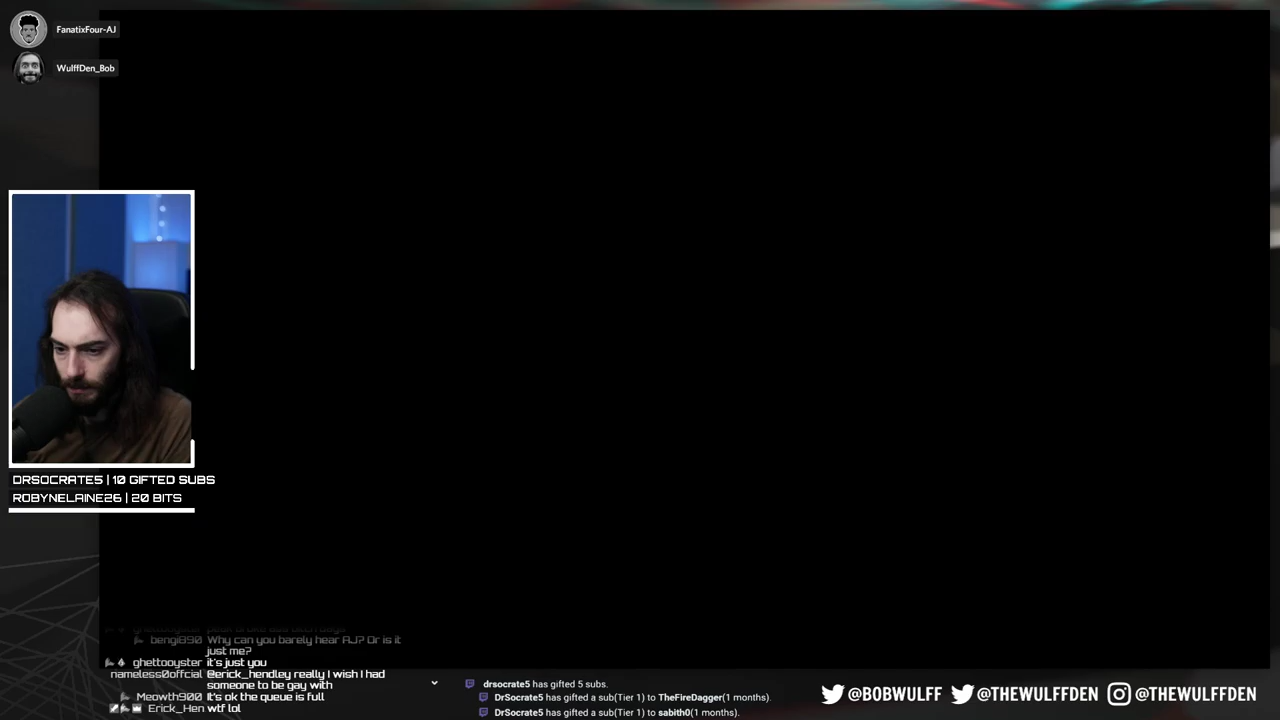 FanatixFour-AJ
WulffDen_Bob
DRSOCRATE5 | 10 GIFTED SUBS
ROBYNELAINE26 | 20 BITS
bengi890 Why can you barely hear AJ? Or is it
just me?
ghettooyster it's just you
nameless0ffcial @erick_hendley really I wish I had
someone to be gay with
Meowth900 it's pk the queue is full
Erick_Hen wtf lol
drsocrate5 has gifted 5 subs.
DrSocrate5 has gifted a sub(Tier 1) to TheFireDagger(1 months).
DrSocrate5 has gifted a sub(Tier 1) to sabith0(1 months).
@BOBWULFF @THEWULFFDEN @THEWULFFDEN